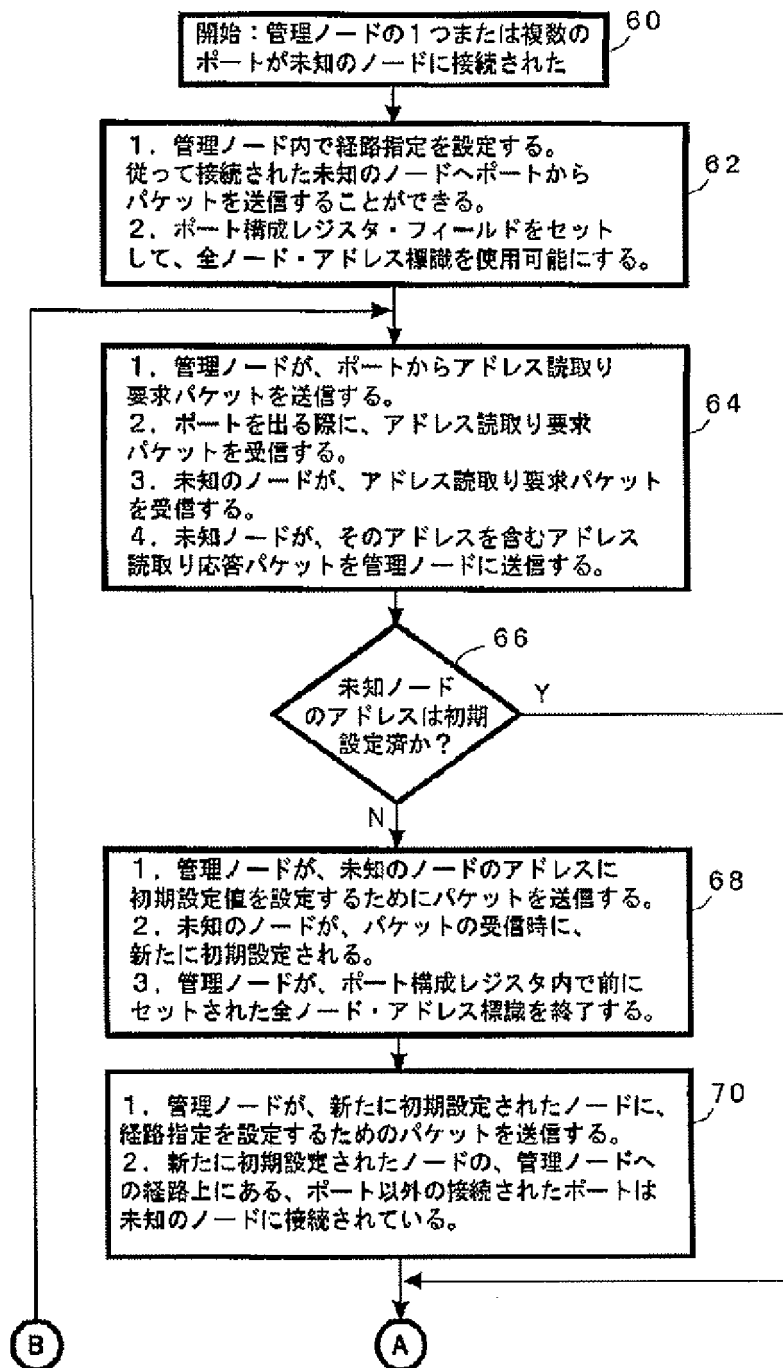 開始：管理ノードの１つまたは複数の
ポートが未知のノードに接続された
60
１．管理ノード内で経路指定を設定する。
従って接続された未知のノードへポートから
パケットを送信することができる。
２．ポート構成レジスタ・フィールドをセット
して、全ノード・アドレス標識を使用可能にする。
62
１．管理ノードが、ポートからアドレス読取り
要求パケットを送信する。
２．ポートを出る際に、アドレス読取り要求
パケットを受信する。
３．未知のノードが、アドレス読取り要求パケット
を受信する。
４．未知ノードが、そのアドレスを含むアドレス
読取り応答パケットを管理ノードに送信する。
64
66
未知ノード
のアドレスは初期
設定済か？
Y
N
１．管理ノードが、未知のノードのアドレスに
初期設定値を設定するためにパケットを送信する。
２．未知のノードが、パケットの受信時に、
新たに初期設定される。
３．管理ノードが、ポート構成レジスタ内で前に
セットされた全ノード・アドレス標識を終了する。
68
１．管理ノードが、新たに初期設定されたノードに、
経路指定を設定するためのパケットを送信する。
２．新たに初期設定されたノードの、管理ノードへ
の経路上にある、ポート以外の接続されたポートは
未知のノードに接続されている。
70
B
A